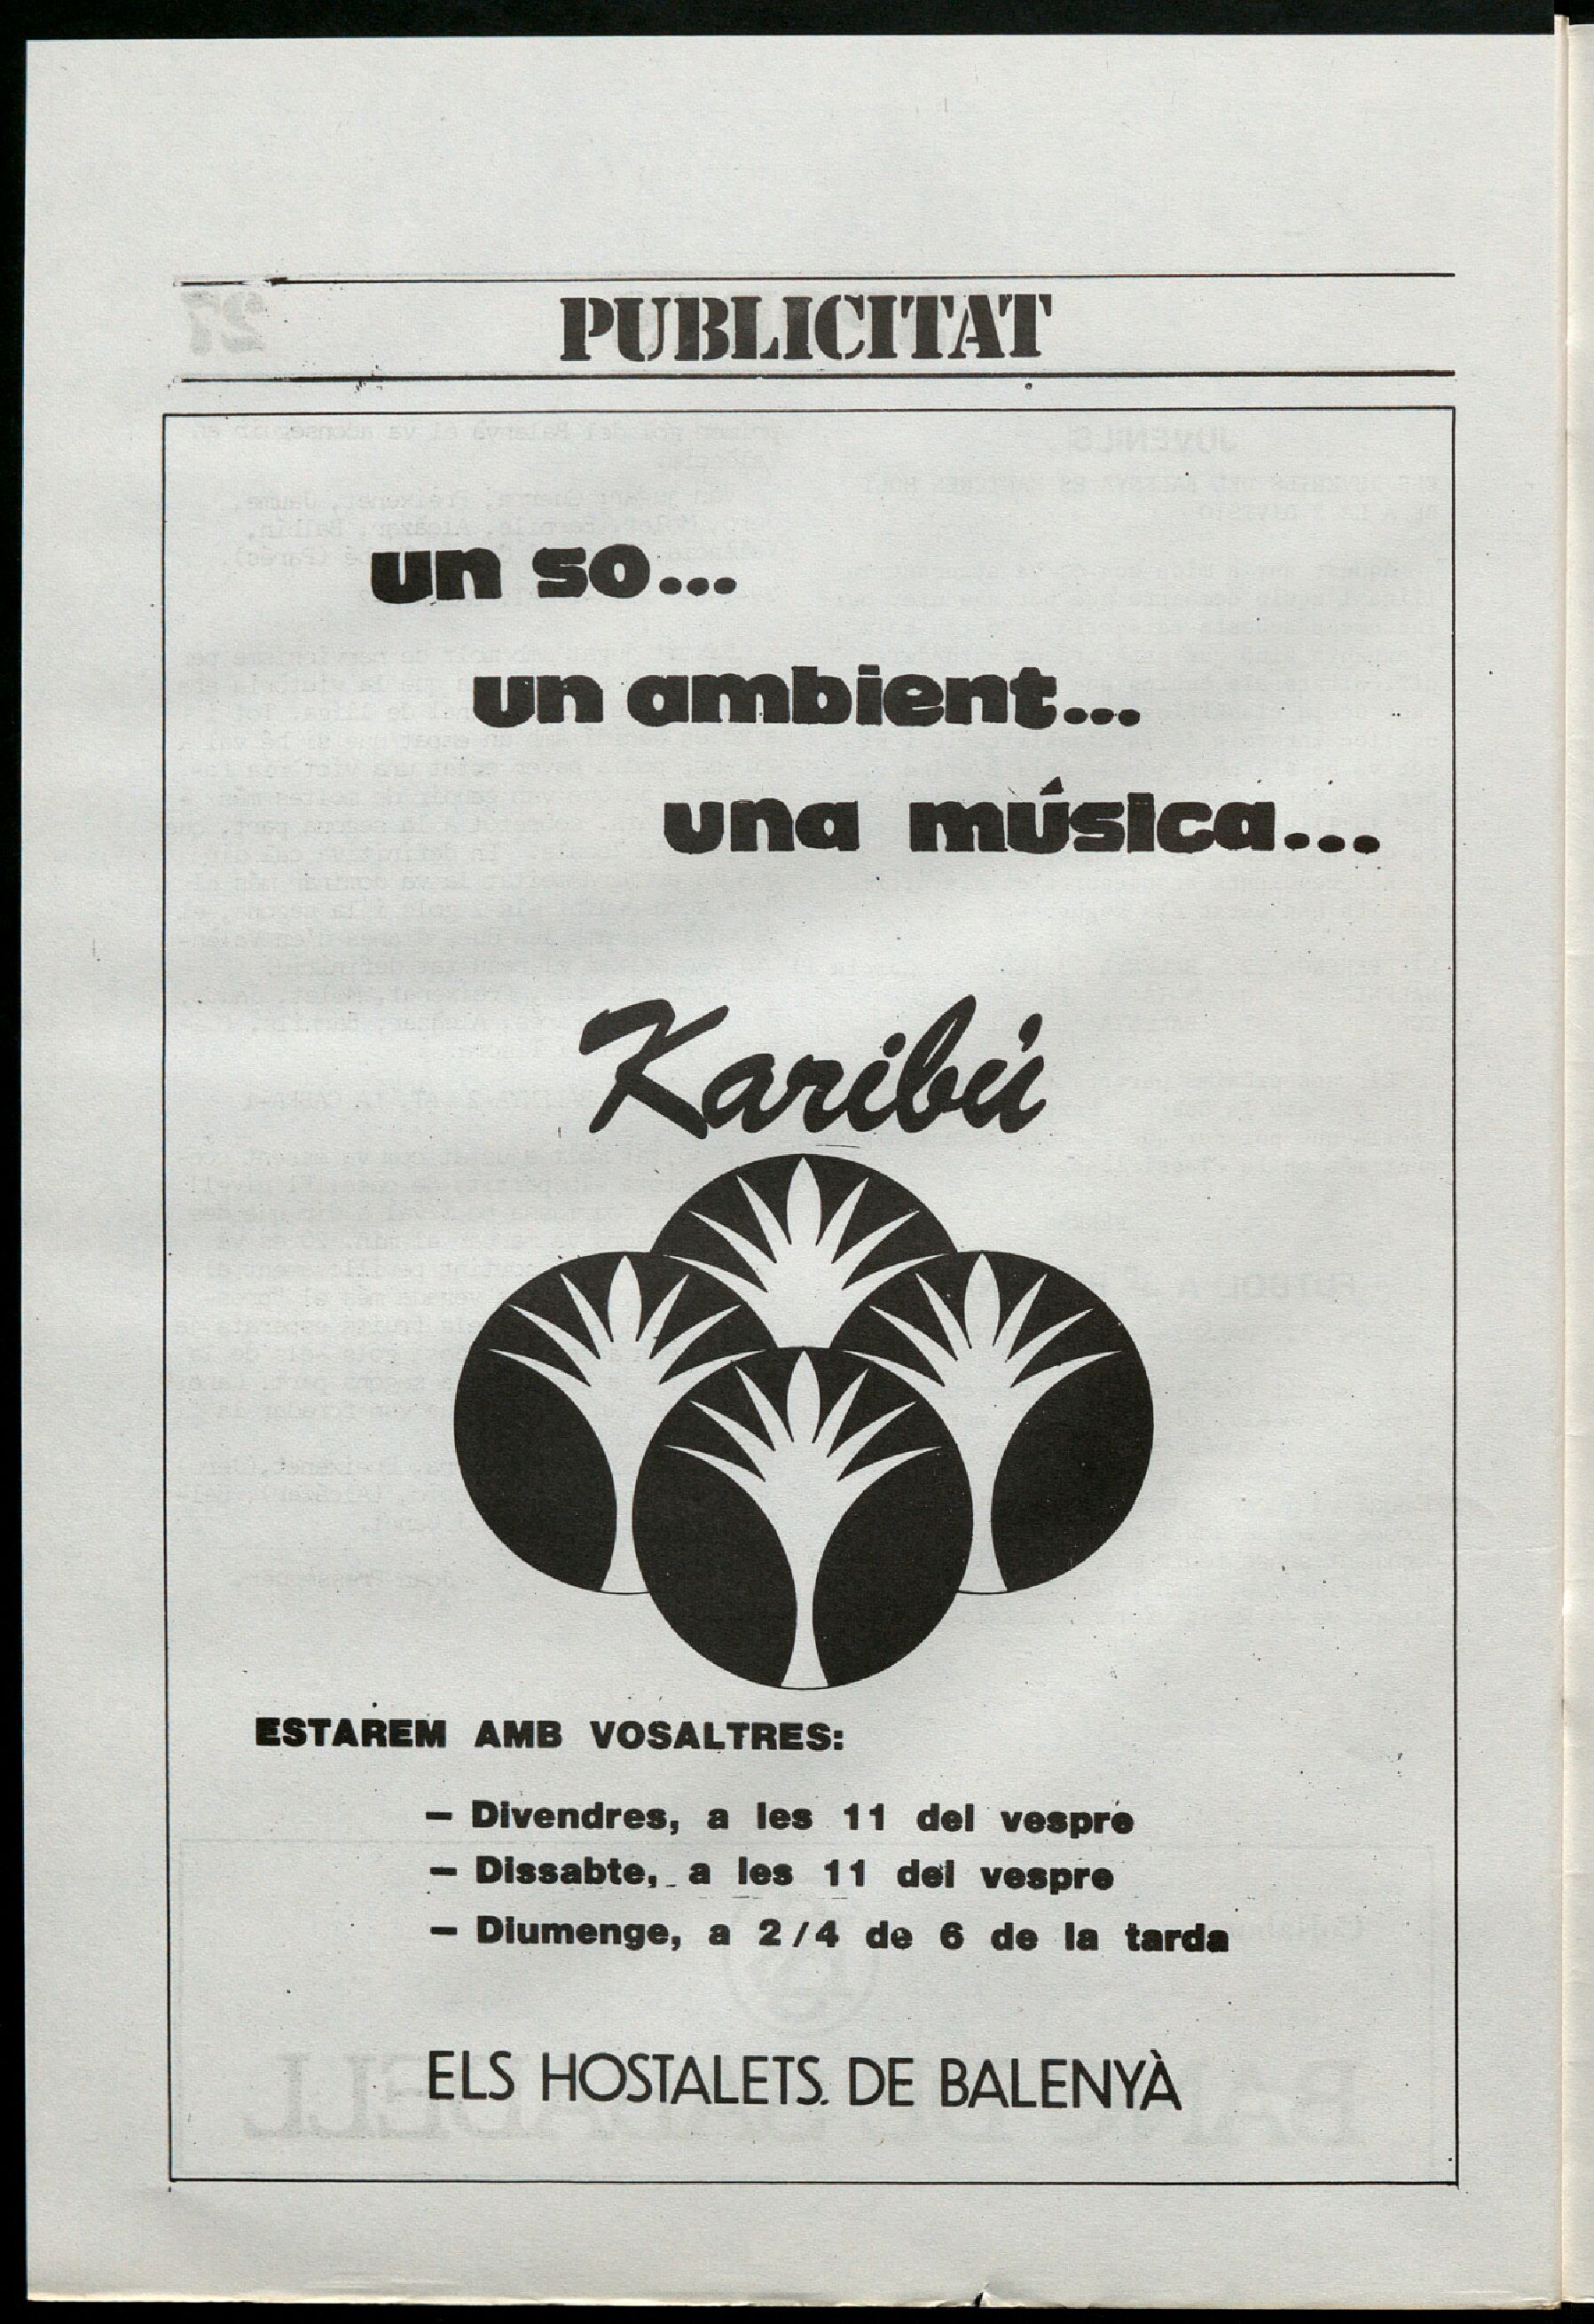 PUBLICITAT
un so...
un ambient...
una música...
Karibú
ESTAREM AMB VOSALTRES:
— Divendres, a les 11 del vespre
— Dissabte, a les 11 del vespre
— Diumenge, a 2/4 de 6 de la tarda
ELS HOSTALETS DE BALENYÀ